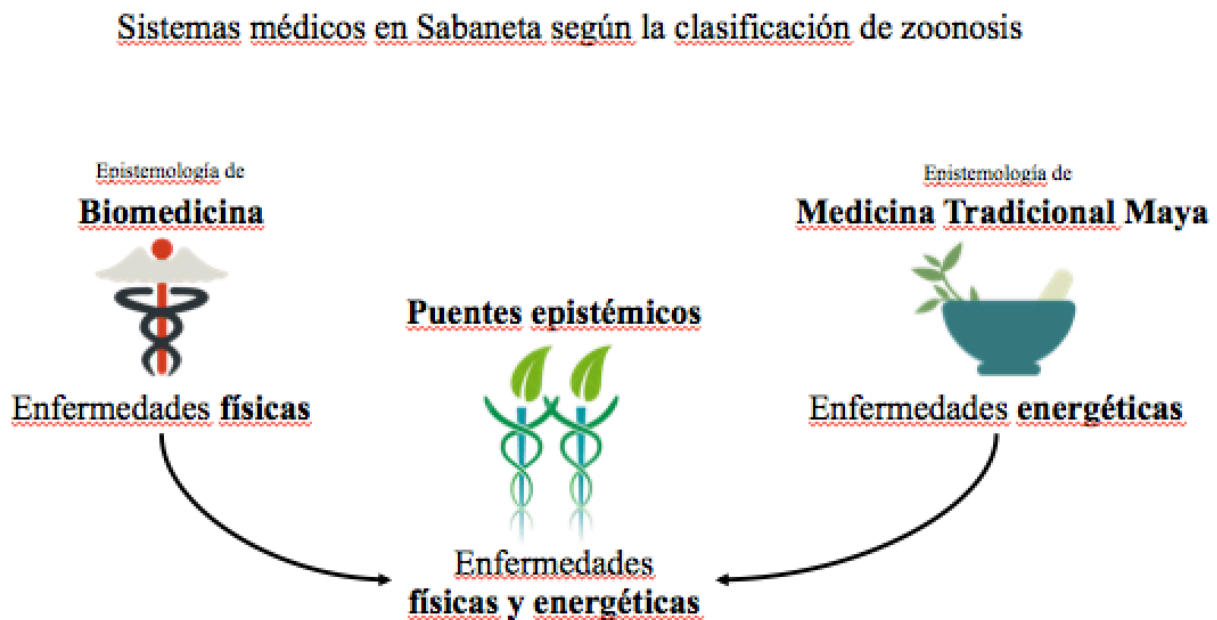 Sistemas médicos en Sabaneta según la clasificación de zoonosis
Epistemología de
Biomedicina
Enfermedades físicas
Puentes epistémicos
Enfermedades
físicas y energéticas
Epistemología de
Medicina Tradicional Maya
Enfermedades energéticas